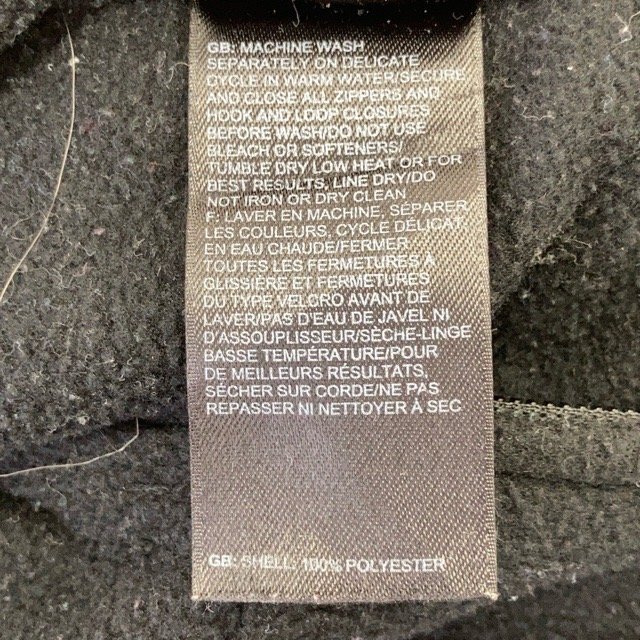 GB: MACHINE WASH
SEPARATELY ON DELICATE
CYCLE IN WARM WATER/SECURE
AND CLOSE ALL ZIPPERS AND
HOOK AND LOOP CLOSURES
BEFORE WASH/DO NOT USE
BLEACH OR SOFTENERS/
TUMBLE DRY LOW HEAT OR FOR
BEST RESULTS, LINE DRY/DO
NOT IRON OR DRY CLEAN
F: LAVER EN MACHINE, SÉPARER
LES COULEURS, CYCLE DÉLICAT,
EN EAU CHAUDE/FERMER
TOUTES LES FERMETURES À
GLISSIÈRE ET FERMETURES
DU TYPE VELCRO AVANT DE
LAVER/PAS D'EAU DE JAVEL NI
D'ASSOUPLISSEUR/SÈCHE-LINGE
BASSE TEMPÉRATURE/POUR
DE MEILLEURS RÉSULTATS,
SÉCHER SUR CORDE/NE PAS
REPASSER NI NETTOYER À SEC
GB: SHELL: 100% POLYESTER